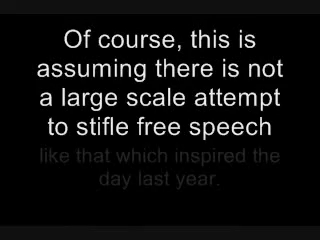 Of course, this is
assuming there is not
a large scale attempt
to stifle free speech
like that which inspired the
day last year.